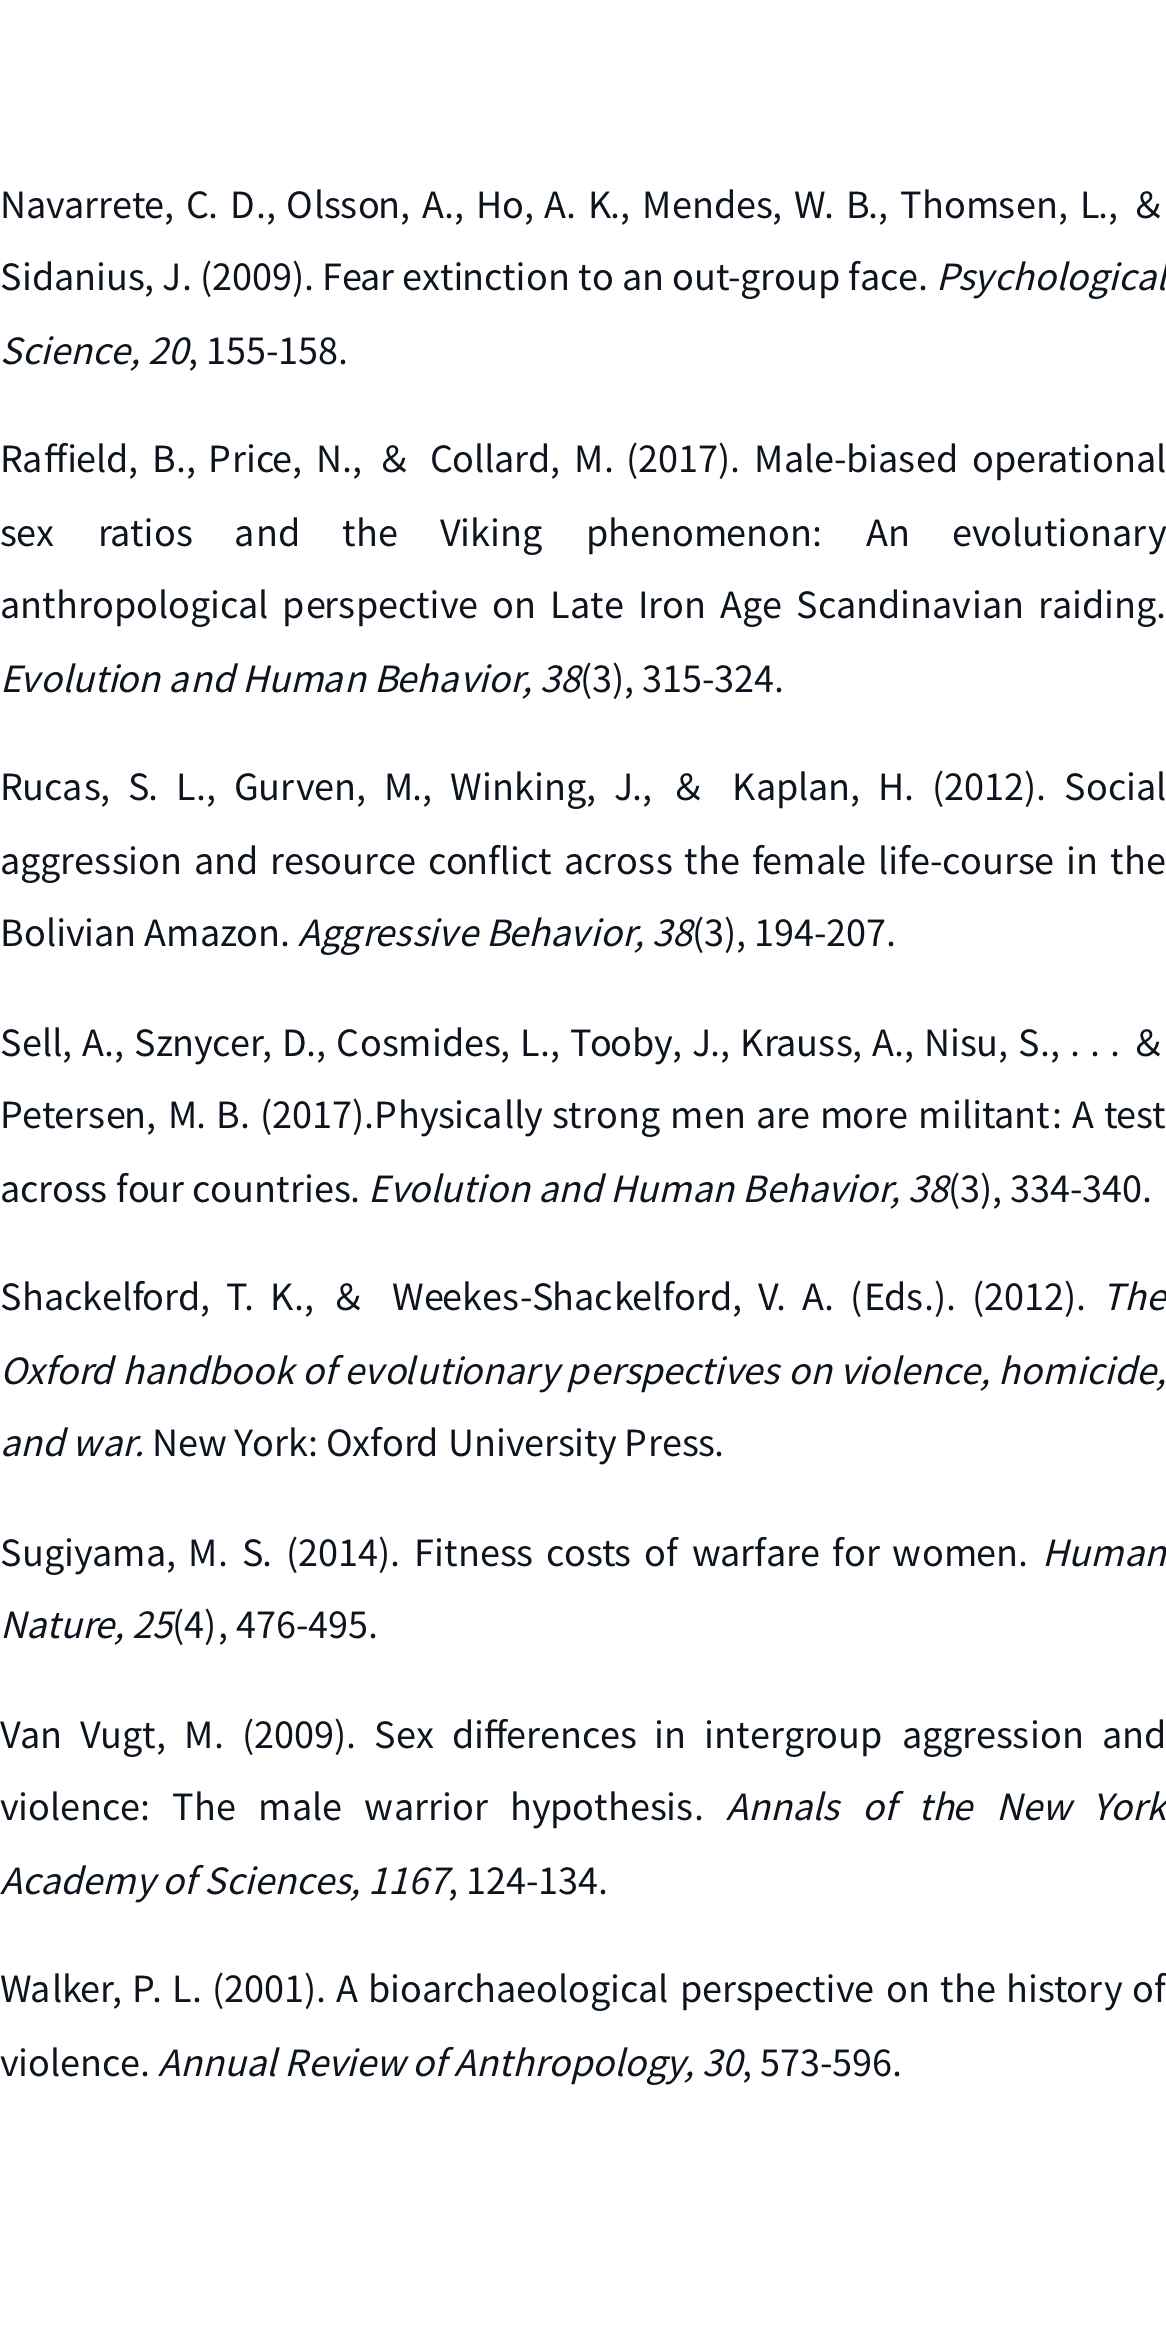 Navarrete, C. D., Olsson, A., Ho, A. K., Mendes, W. B., Thomsen, L., &
Sidanius, J. (2009). Fear extinction to an out-group face. Psychological
Science, 20, 155-158.
Raffield, B., Price, N., & Collard, M. (2017). Male-biased operational
sex ratios and the Viking phenomenon: An evolutionary
anthropological perspective on Late Iron Age Scandinavian raiding.
Evolution and Human Behavior, 38(3), 315-324.
Rucas, S. L., Gurven, M., Winking, J., & Kaplan, H. (2012). Social
aggression and resource conflict across the female life-course in the
Bolivian Amazon. Aggressive Behavior, 38(3), 194-207.
Sell, A., Sznycer, D., Cosmides, L., Tooby, J., Krauss, A., Nisu, S., . . . &
Petersen, M. B. (2017).Physically strong men are more militant: A test
across four countries. Evolution and Human Behavior, 38(3), 334-340.
Shackelford, T. K., & Weekes-Shackelford, V. A. (Eds.). (2012). The
Oxford handbook of evolutionary perspectives on violence, homicide,
and war. New York: Oxford University Press.
Sugiyama, M. S. (2014). Fitness costs of warfare for women. Human
Nature, 25(4), 476-495.
Van Vugt, M. (2009). Sex differences in intergroup aggression and
violence: The male warrior hypothesis. Annals of the New York
Academy of Sciences, 1167, 124-134.
Walker, P. L. (2001). A bioarchaeological perspective on the history of
violence. Annual Review of Anthropology, 30, 573-596.